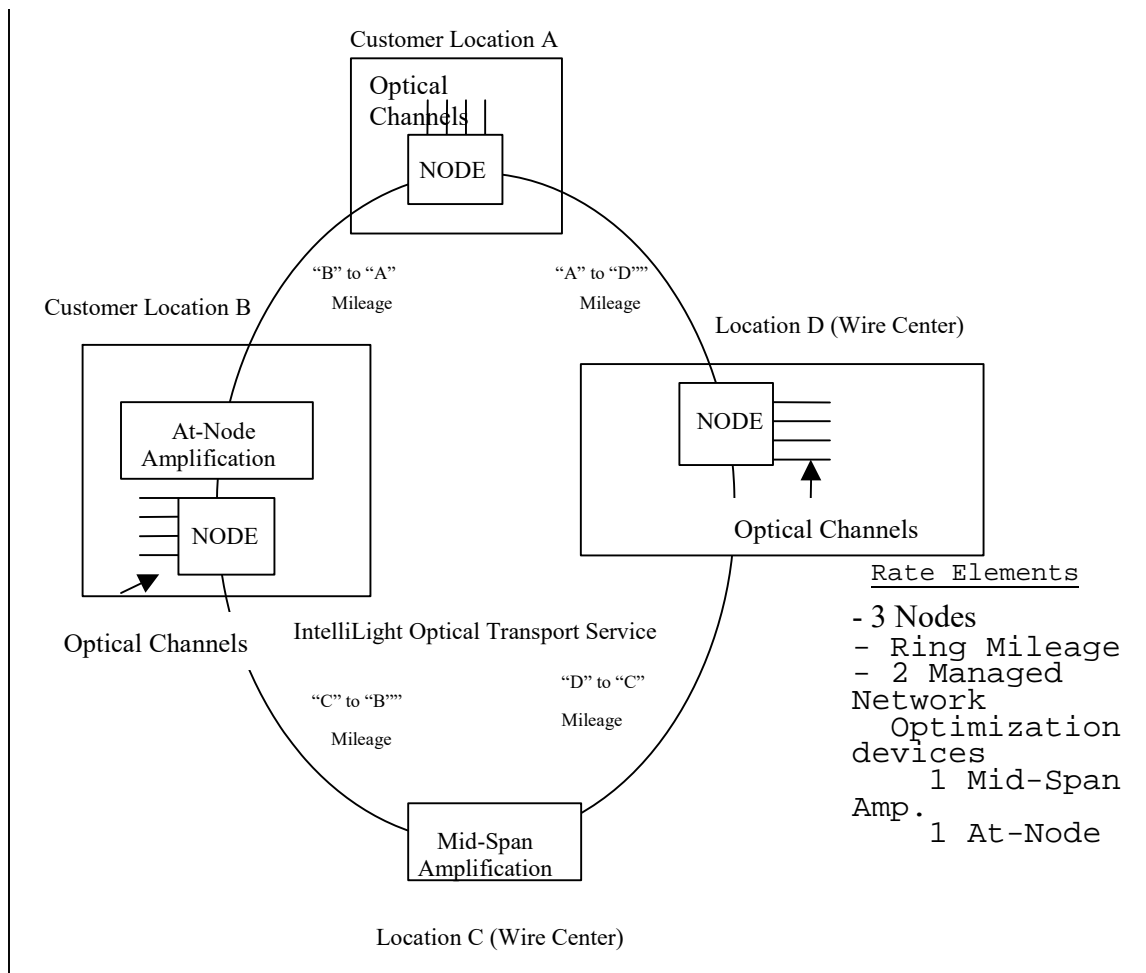 Customer Location A
Optical
Channels
NODE
“B” to “A”
Mileage
“A” to “D””
Mileage
Customer Location B
Location D (Wire Center)
At-Node
Amplification
NODE
NODE
Optical Channels
Optical Channels
IntelliLight Optical Transport Service
“C” to “B””
Mileage
“D” to “C”
Mileage
Mid-Span
Amplification
Location C (Wire Center)
Rate Elements
- 3 Nodes
- Ring Mileage
- 2 Managed
Network
Optimization
devices
1 Mid-Span
Amp.
1 At-Node